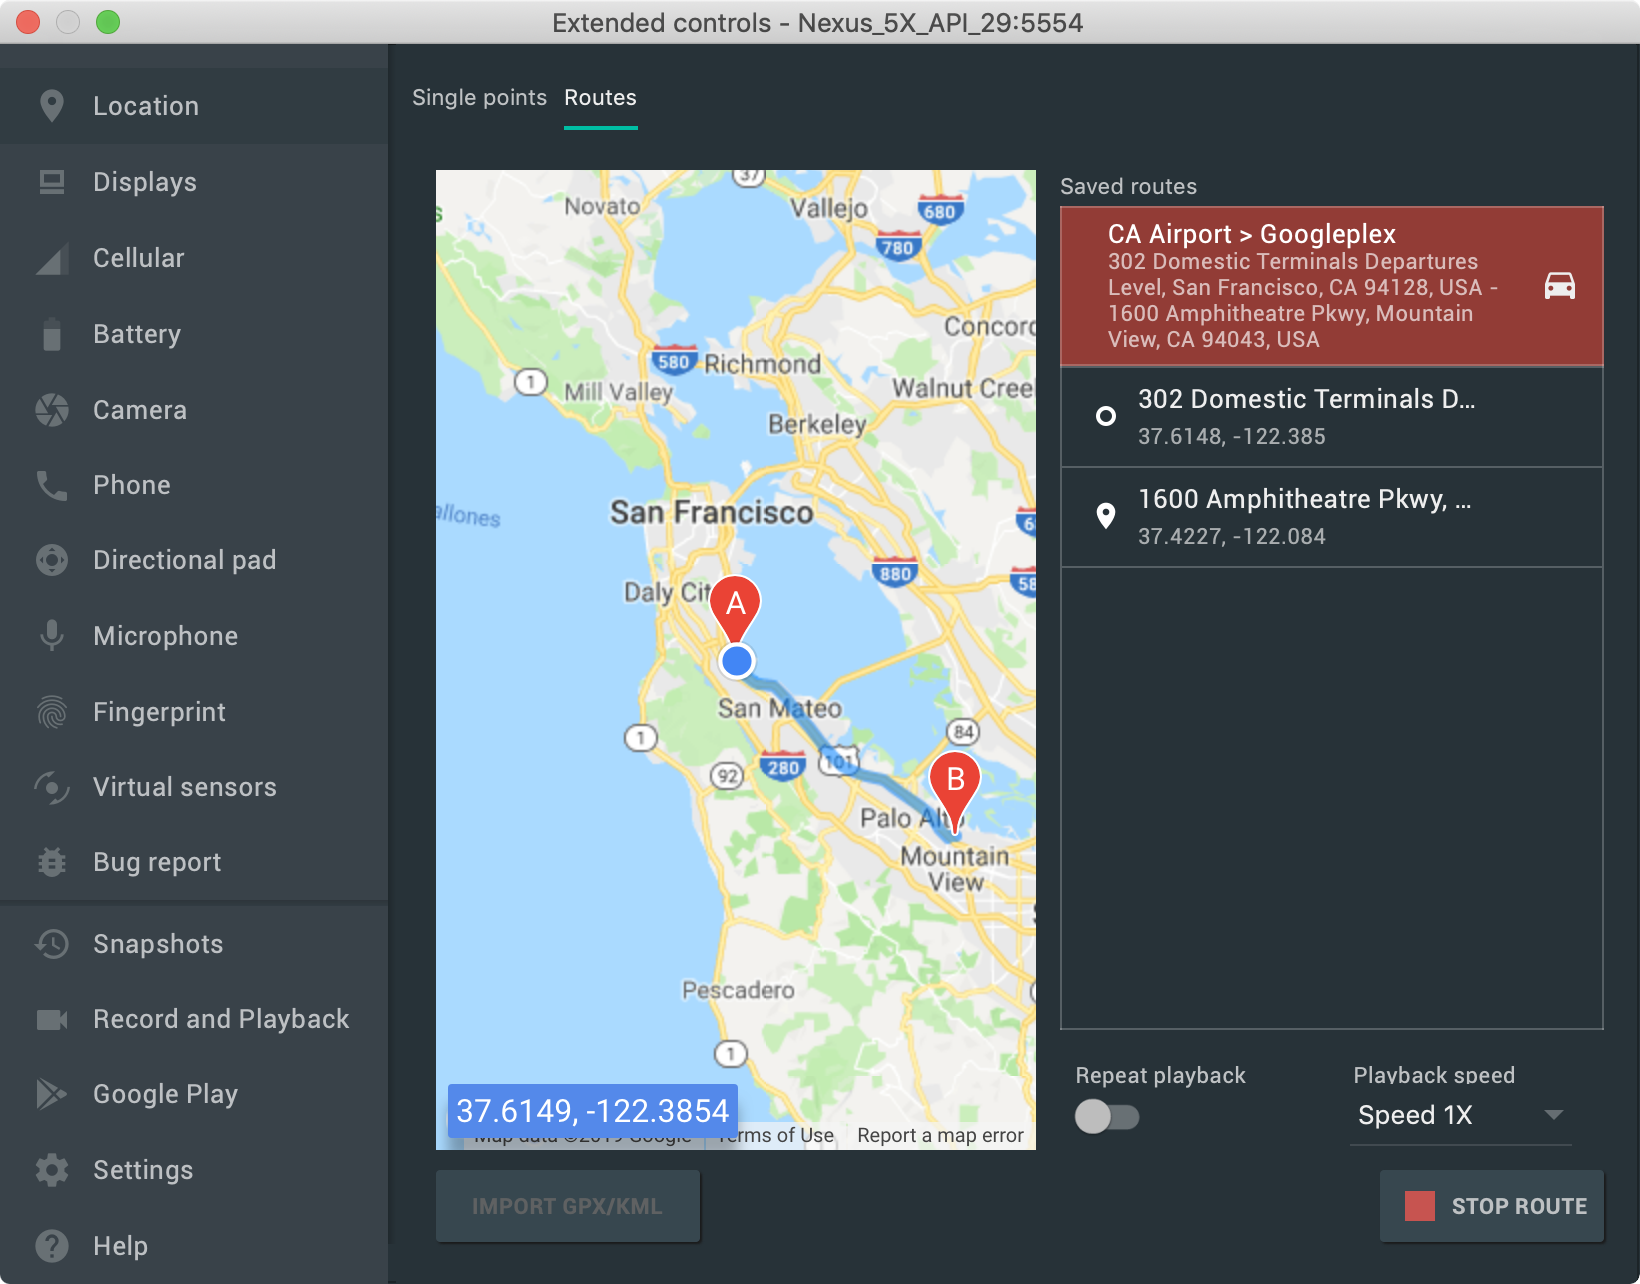 Extended controls - Nexus_5X_API_29:5554
Location
Displays
Cellular
Battery
Camera
Phone
Directional pad
Microphone
Fingerprint
Virtual sensors
Bug report
Snapshots
Record and Playback
Google Play
Settings
Help
Single points
Routes
37
Novato
Vallejo
680
780
Concord
580
Richmond
1
Mill Valley
Walnut Cree
Berkeley
San Francisco
allones
880
58
Daly Cit
A
San Mateo
1
84
280
101
92
B
Palo Alto
Mountain
View
Pescadero
1
37.6149, -122.3854
Map data ©2019 Google
Terms of Use
Report a map error
IMPORT GPX/KML
Saved routes
CA Airport > Googleplex
302 Domestic Terminals Departures
Level, San Francisco, CA 94128, USA -
1600 Amphitheatre Pkwy, Mountain
View, CA 94043, USA
302 Domestic Terminals D...
37.6148, -122.385
1600 Amphitheatre Pkwy, ...
37.4227, -122.084
Repeat playback
Playback speed
Speed 1X
STOP ROUTE